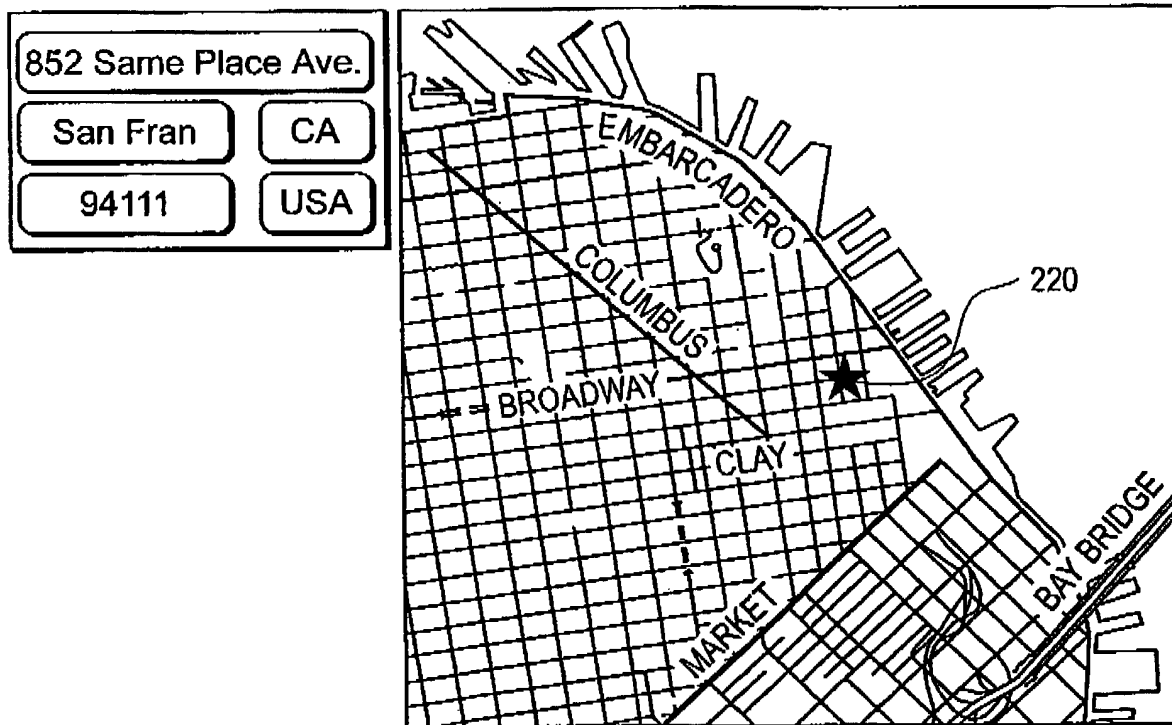 852 Same Place Ave.
San Fran CA
94111 USA
EMBARCADERO
COLUMBUS
220
BROADWAY
CLAY
MARKET
BAY BRIDGE